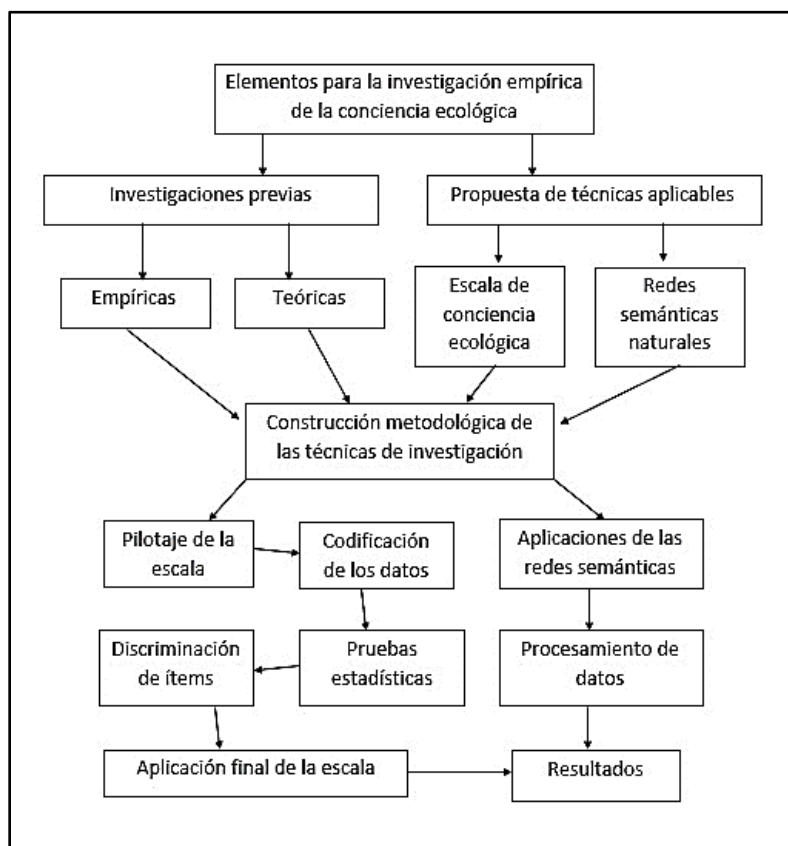 Elementos para la investigación empírica
de la conciencia ecológica
Investigaciones previas
Propuesta de técnicas aplicables
Empíricas
Teóricas
Escala de
conciencia
ecológica
Redes
semánticas
naturales
Construcción metodológica de
las técnicas de investigación
Pilotaje de la
escala
Codificación
de los datos
Aplicaciones de las
redes semánticas
Discriminación
de ítems
Pruebas
estadísticas
Procesamiento de
datos
Aplicación final de la escala
Resultados